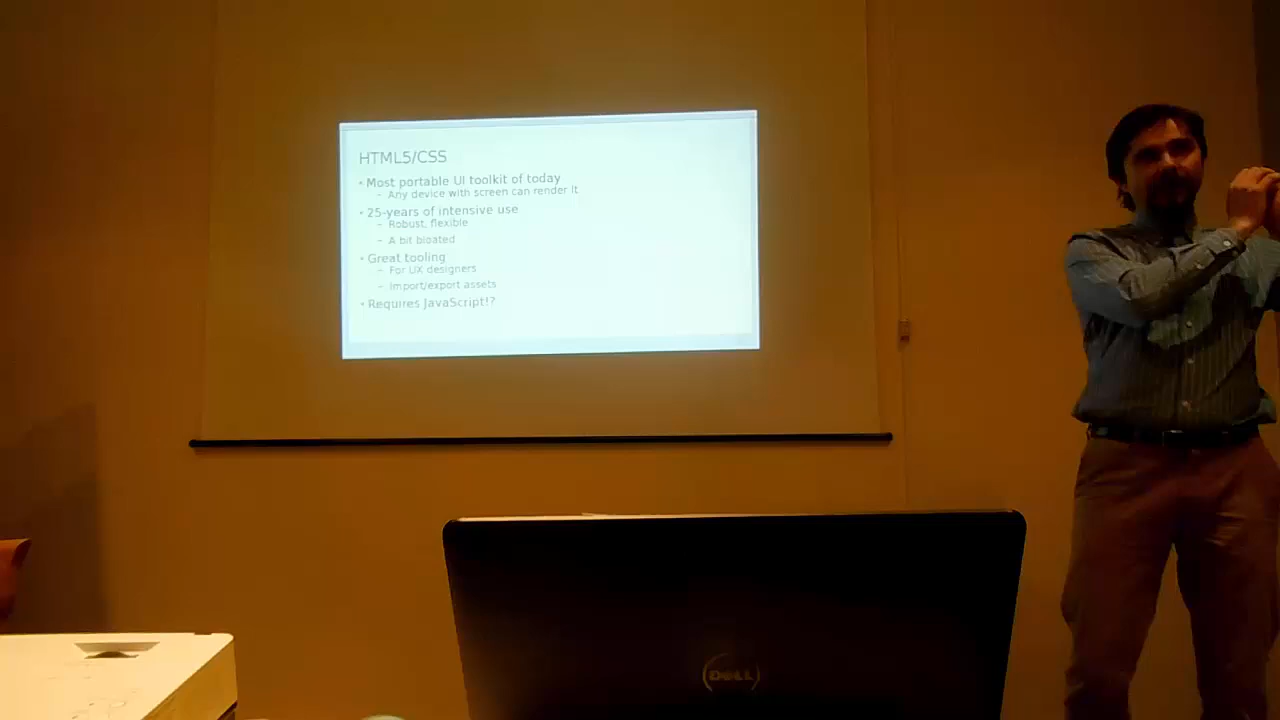 HTML5/CSS
• Most portable UI toolkit of today
– Any device with screen can render it
• 25-years of intensive use
– Robust, flexible
– A bit bloated
• Great tooling
– For UX designers
– Import/export assets
• Requires JavaScript!?
DELL